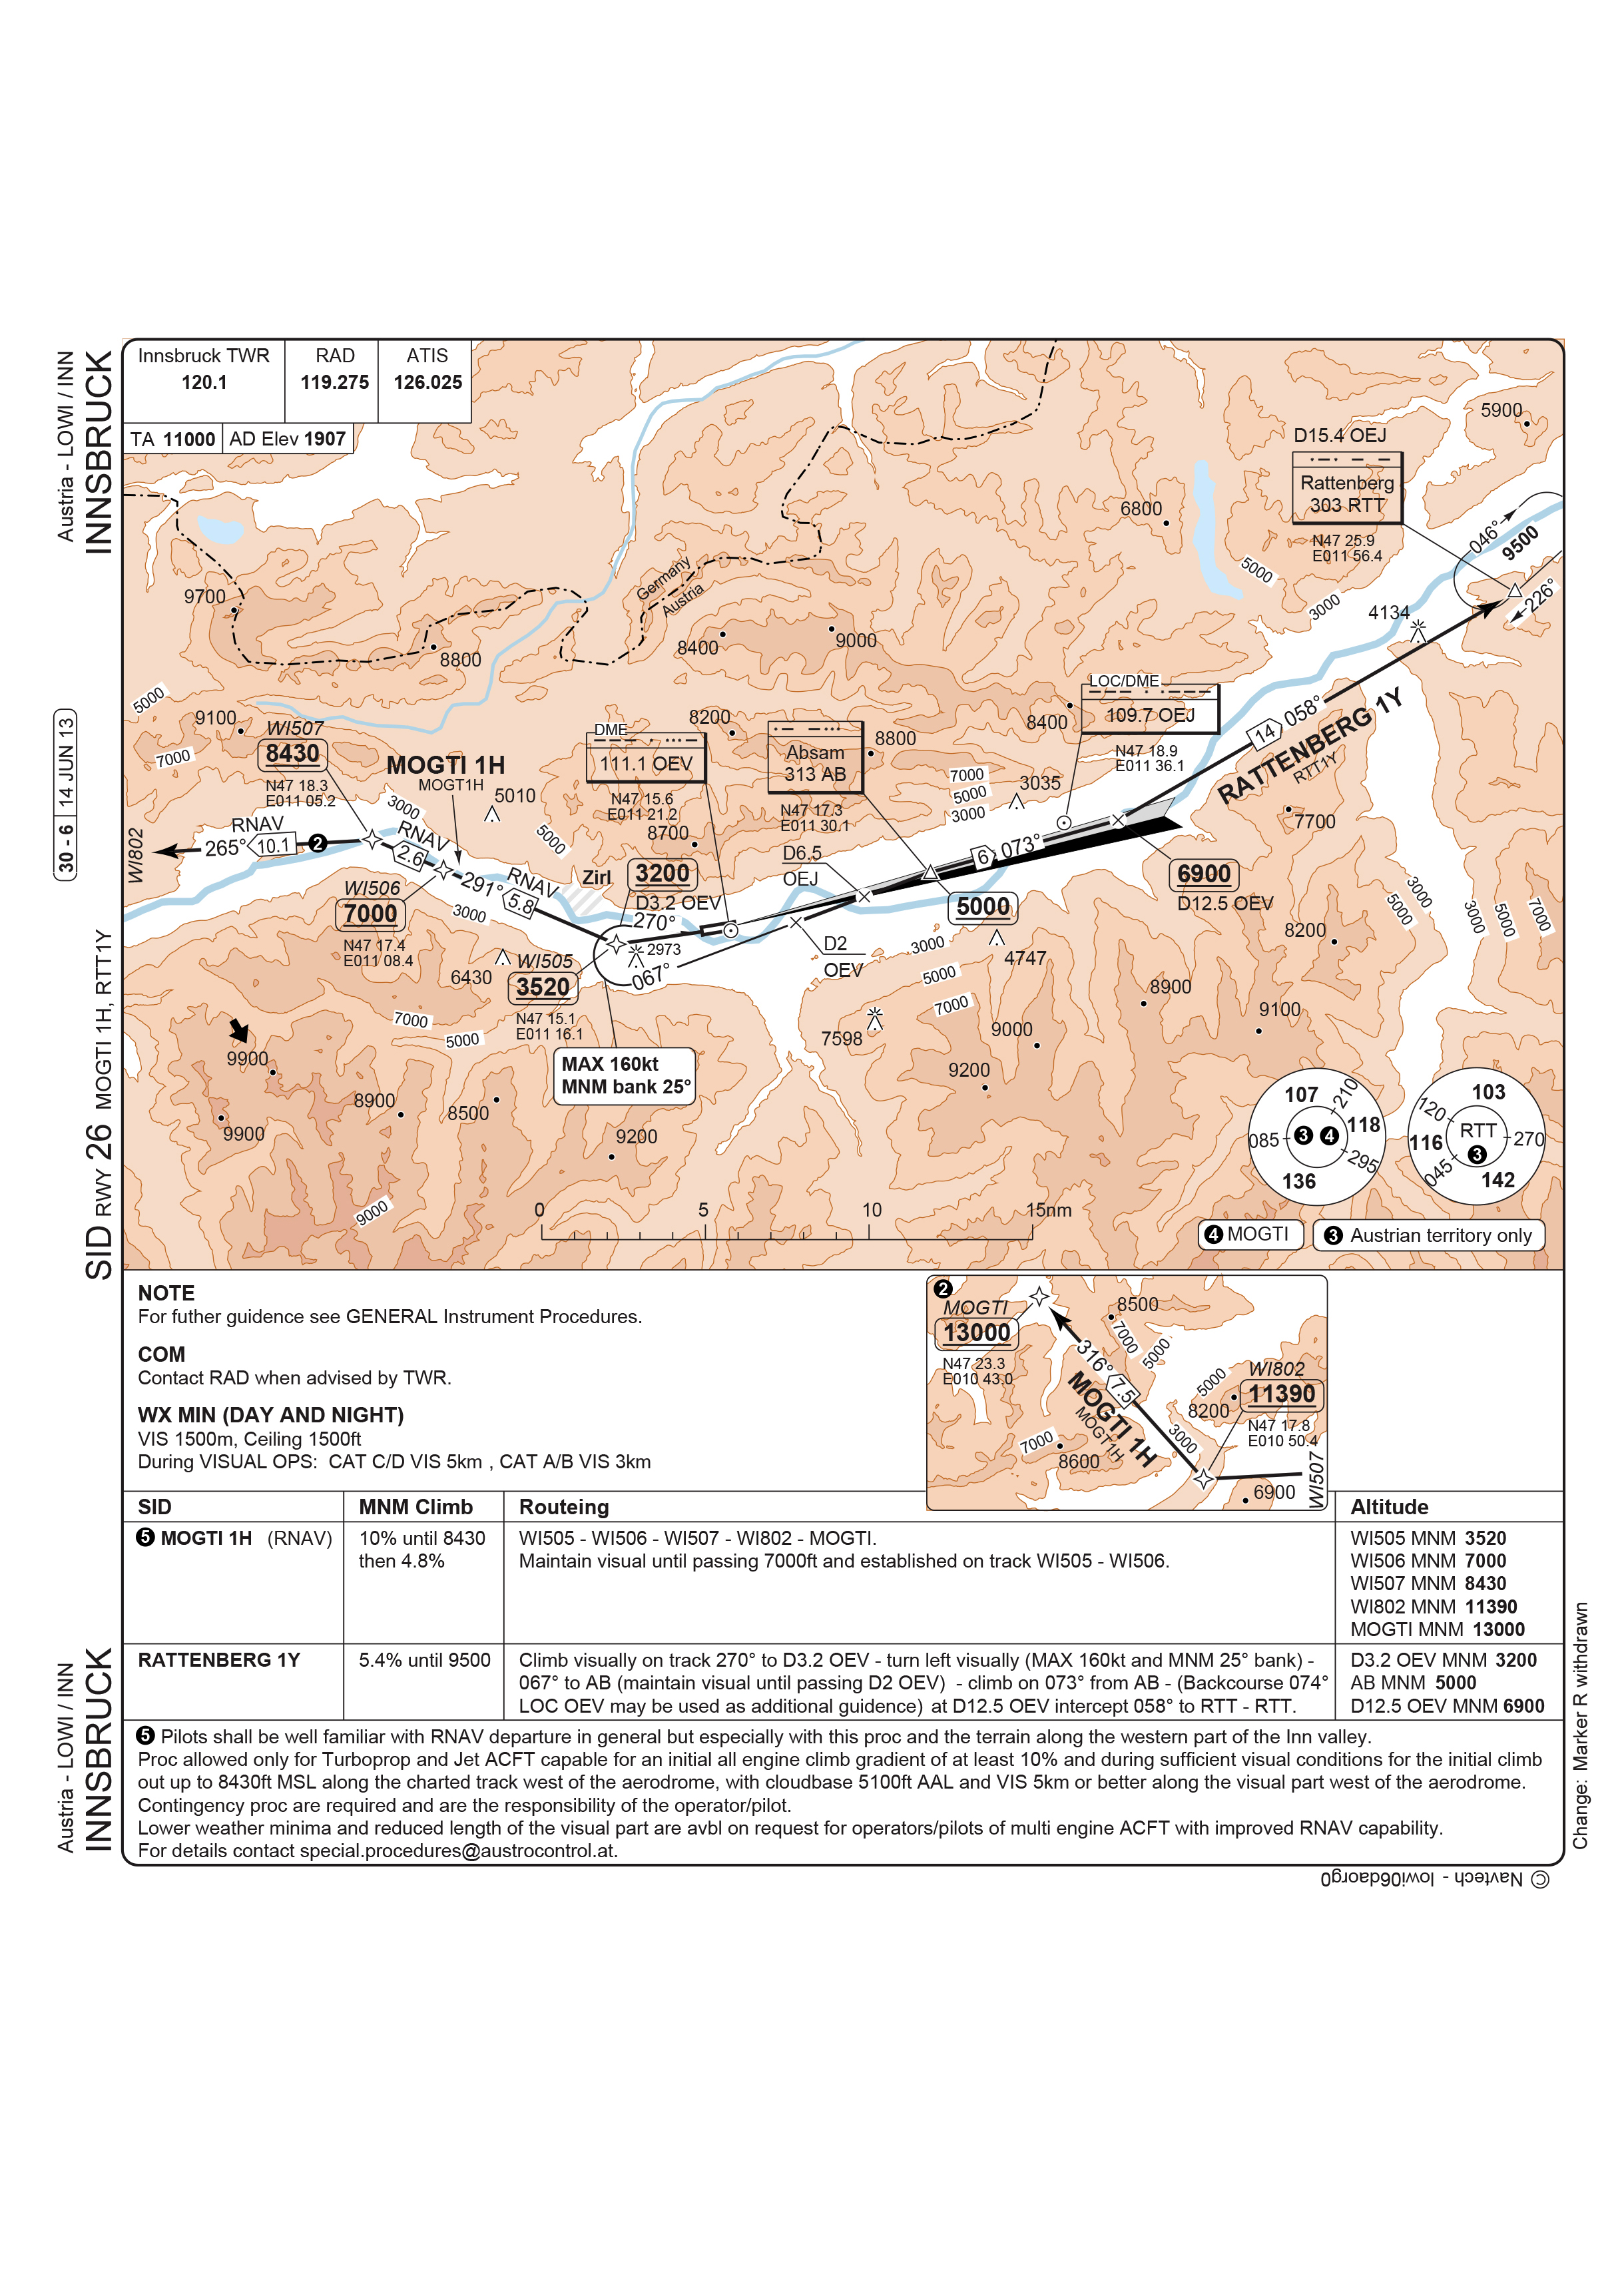 Austria - LOWI / INN
INNSBRUCK
30 - 6 | 14 JUN 13
SID RWY 26 MOGTI 1H, RTT1Y
Austria - LOWI / INN
INNSBRUCK
Innsbruck TWR
120.1
RAD
119.275
ATIS
126.025
TA 11000
AD Elev 1907
5900
D15.4 OEJ
Rattenberg
303 RTT
N47 25.9
E011 56.4
6800
046°
9500
226°
5000
3000
4134
Germany
Austria
9700
8800
8400
9000
5000
9100
7000
WI507
8430
N47 18.3
E011 05.2
MOGTI 1H
MOGT1H
5010
3000
5000
DME
111.1 OEV
N47 15.6
E011 21.2
8200
8700
Absam
313 AB
N47 17.3
E011 30.1
8800
LOC/DME
109.7 OEJ
N47 18.9
E011 36.1
8400
7000
5000
3000
3035
14
058°
RATTENBERG 1Y
RTT1Y
7700
WI802
RNAV
265°
10.1
2
RNAV
2.6
291°
RNAV
5.8
WI506
7000
N47 17.4
E011 08.4
3000
Zirl
3200
D3.2 OEV
270°
2973
067°
D6.5
OEJ
6
073°
5000
D2
OEV
6900
D12.5 OEV
WI505
3520
N47 15.1
E011 16.1
6430
MAX 160kt
MNM bank 25°
3000
5000
7000
4747
7598
8200
3000
5000
3000
5000
7000
8900
9100
9000
9200
7000
5000
9900
9900
8900
8500
9200
9000
0
5
10
15nm
107
210
118
085
3 4
295
136
103
120
116
RTT
3
270
045
142
4 MOGTI
3 Austrian territory only
NOTE
For futher guidence see GENERAL Instrument Procedures.
COM
Contact RAD when advised by TWR.
WX MIN (DAY AND NIGHT)
VIS 1500m, Ceiling 1500ft
During VISUAL OPS: CAT C/D VIS 5km , CAT A/B VIS 3km
2
MOGTI
13000
N47 23.3
E010 43.0
8500
7000
5000
316°
7.5
MOGTI 1H
MOGT1H
5000
8200
WI802
11390
N47 17.8
E010 50.4
3000
7000
8600
6900
WI507
SID
MNM Climb
Routeing
Altitude
5 MOGTI 1H (RNAV)
10% until 8430
then 4.8%
WI505 - WI506 - WI507 - WI802 - MOGTI.
Maintain visual until passing 7000ft and established on track WI505 - WI506.
WI505 MNM 3520
WI506 MNM 7000
WI507 MNM 8430
WI802 MNM 11390
MOGTI MNM 13000
RATTENBERG 1Y
5.4% until 9500
Climb visually on track 270° to D3.2 OEV - turn left visually (MAX 160kt and MNM 25° bank) -
067° to AB (maintain visual until passing D2 OEV) - climb on 073° from AB - (Backcourse 074°
LOC OEV may be used as additional guidence) at D12.5 OEV intercept 058° to RTT - RTT.
D3.2 OEV MNM 3200
AB MNM 5000
D12.5 OEV MNM 6900
5 Pilots shall be well familiar with RNAV departure in general but especially with this proc and the terrain along the western part of the Inn valley.
Proc allowed only for Turboprop and Jet ACFT capable for an initial all engine climb gradient of at least 10% and during sufficient visual conditions for the initial climb
out up to 8430ft MSL along the charted track west of the aerodrome, with cloudbase 5100ft AAL and VIS 5km or better along the visual part west of the aerodrome.
Contingency proc are required and are the responsibility of the operator/pilot.
Lower weather minima and reduced length of the visual part are avbl on request for operators/pilots of multi engine ACFT with improved RNAV capability.
For details contact special.procedures@austrocontrol.at.
Change: Marker R withdrawn
© Navtech - lowi06daorg0